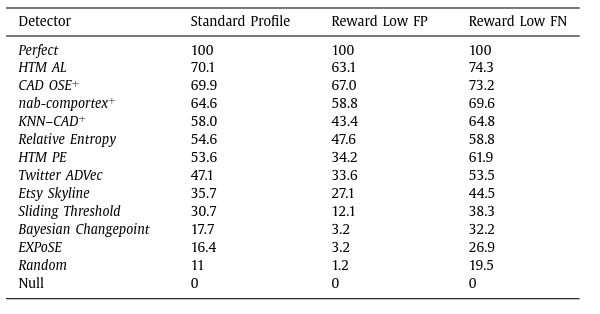 Detector Standard Profile Reward Low FP Reward Low FN
Perfect 100 100 100
HTM AL 70.1 63.1 74.3
CAD OSE+ 69.9 67.0 73.2
nab-comportex+ 64.6 58.8 69.6
KNN–CAD+ 58.0 43.4 64.8
Relative Entropy 54.6 47.6 58.8
HTM PE 53.6 34.2 61.9
Twitter ADVec 47.1 33.6 53.5
Etsy Skyline 35.7 27.1 44.5
Sliding Threshold 30.7 12.1 38.3
Bayesian Changepoint 17.7 3.2 32.2
EXPoSE 16.4 3.2 26.9
Random 11 1.2 19.5
Null 0 0 0